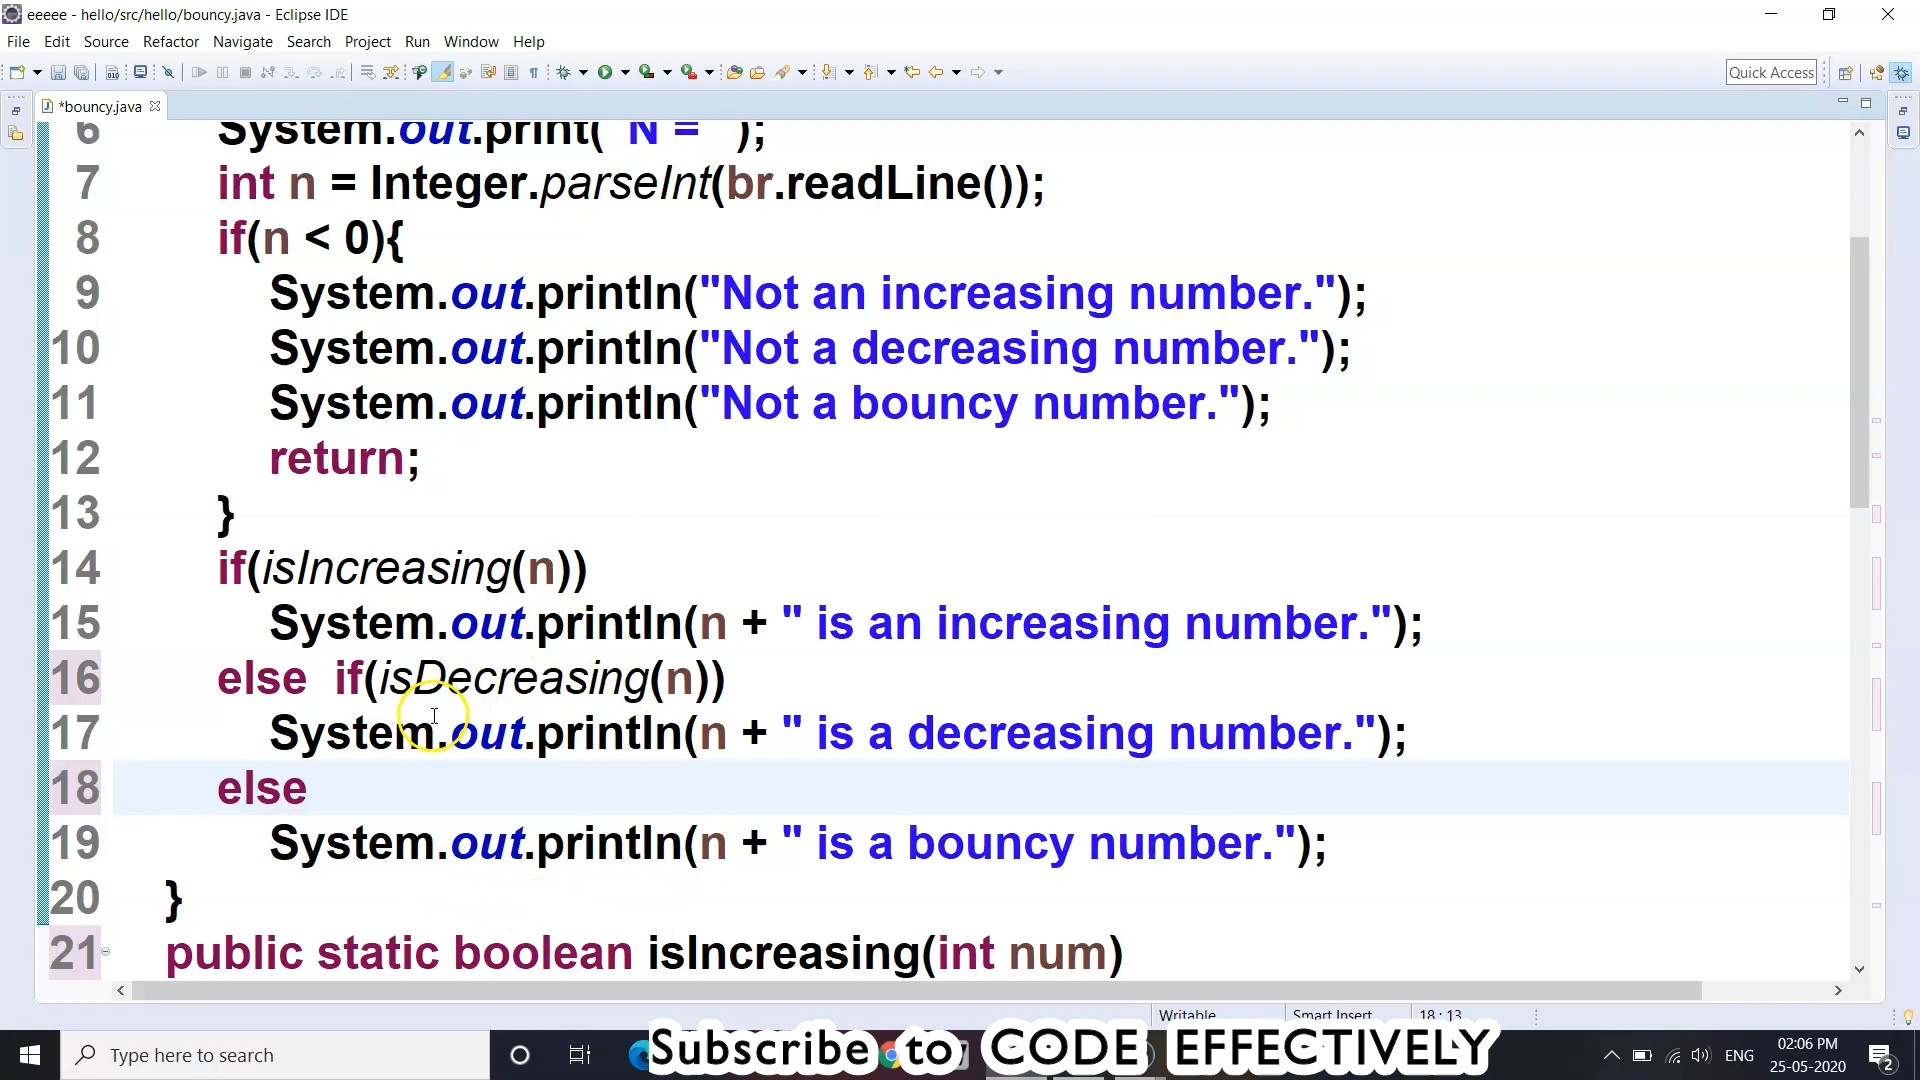 eeeee - hello/src/hello/bouncy.java - Eclipse IDE
File Edit Source Refactor Navigate Search Project Run Window Help
Quick Access
*bouncy.java
6 System.out.print("N = ");
7 int n = Integer.parseInt(br.readLine());
8 if(n < 0){
9 System.out.println("Not an increasing number.");
10 System.out.println("Not a decreasing number.");
11 System.out.println("Not a bouncy number.");
12 return;
13 }
14 if(isIncreasing(n))
15 System.out.println(n + " is an increasing number.");
16 else if(isDecreasing(n))
17 System.out.println(n + " is a decreasing number.");
18 else
19 System.out.println(n + " is a bouncy number.");
20 }
21 public static boolean isIncreasing(int num)
Writable Smart Insert 18 : 13
Type here to search
Subscribe to CODE EFFECTIVELY
ENG
02:06 PM
25-05-2020
2